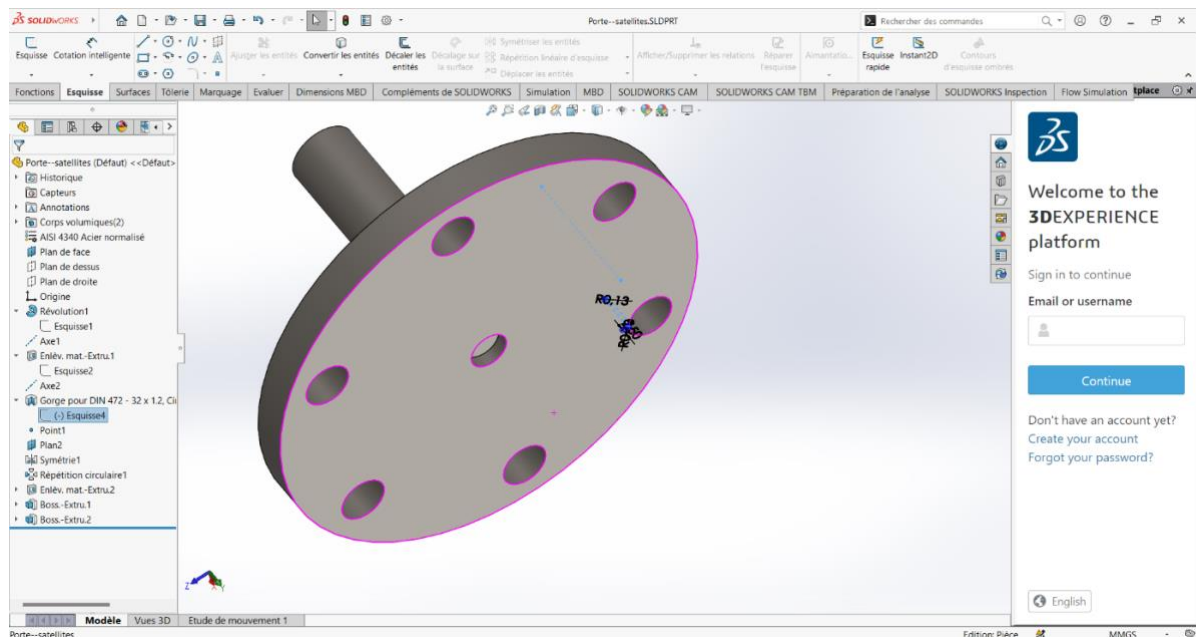 3S SOLIDWORKS
Porte--satellites.SLDPRT
Rechercher des commandes
Esquisse
Cotation intelligente
Ajuster les entités
Convertir les entités
Décaler les entités
Décalage sur la surface
Symétriser les entités
Répétition linéaire d'esquisse
Déplacer les entités
Afficher/Supprimer les relations
Réparer l'esquisse
Esquisse rapide
Instant2D
Contours d'esquisse ombrés
Fonctions Esquisse Surfaces Tôlerie Marquage Evaluer Dimensions MBD Compléments de SOLIDWORKS Simulation MBD SOLIDWORKS CAM SOLIDWORKS CAM TBM Préparation de l'analyse SOLIDWORKS Inspection Flow Simulation tplace
Porte--satellites (Défaut) <<Défaut>
Historique
Capteurs
Annotations
Corps volumiques(2)
AISI 4340 Acier normalisé
Plan de face
Plan de dessus
Plan de droite
Origine
Révolution1
Esquisse1
Axe1
Enlèv. mat.-Extru.1
Esquisse2
Axe2
Gorge pour DIN 472 - 32 x 1.2, Ci
(-) Esquisse4
Point1
Plan2
Symétrie1
Répétition circulaire1
Enlèv. mat.-Extru.2
Boss.-Extru.1
Boss.-Extru.2
R0,13
Z
Modèle Vues 3D Etude de mouvement 1
Porte--satellites
Edition: Pièce
MMGS
3S
Welcome to the
3DEXPERIENCE
platform
Sign in to continue
Email or username
Continue
Don't have an account yet?
Create your account
Forgot your password?
English